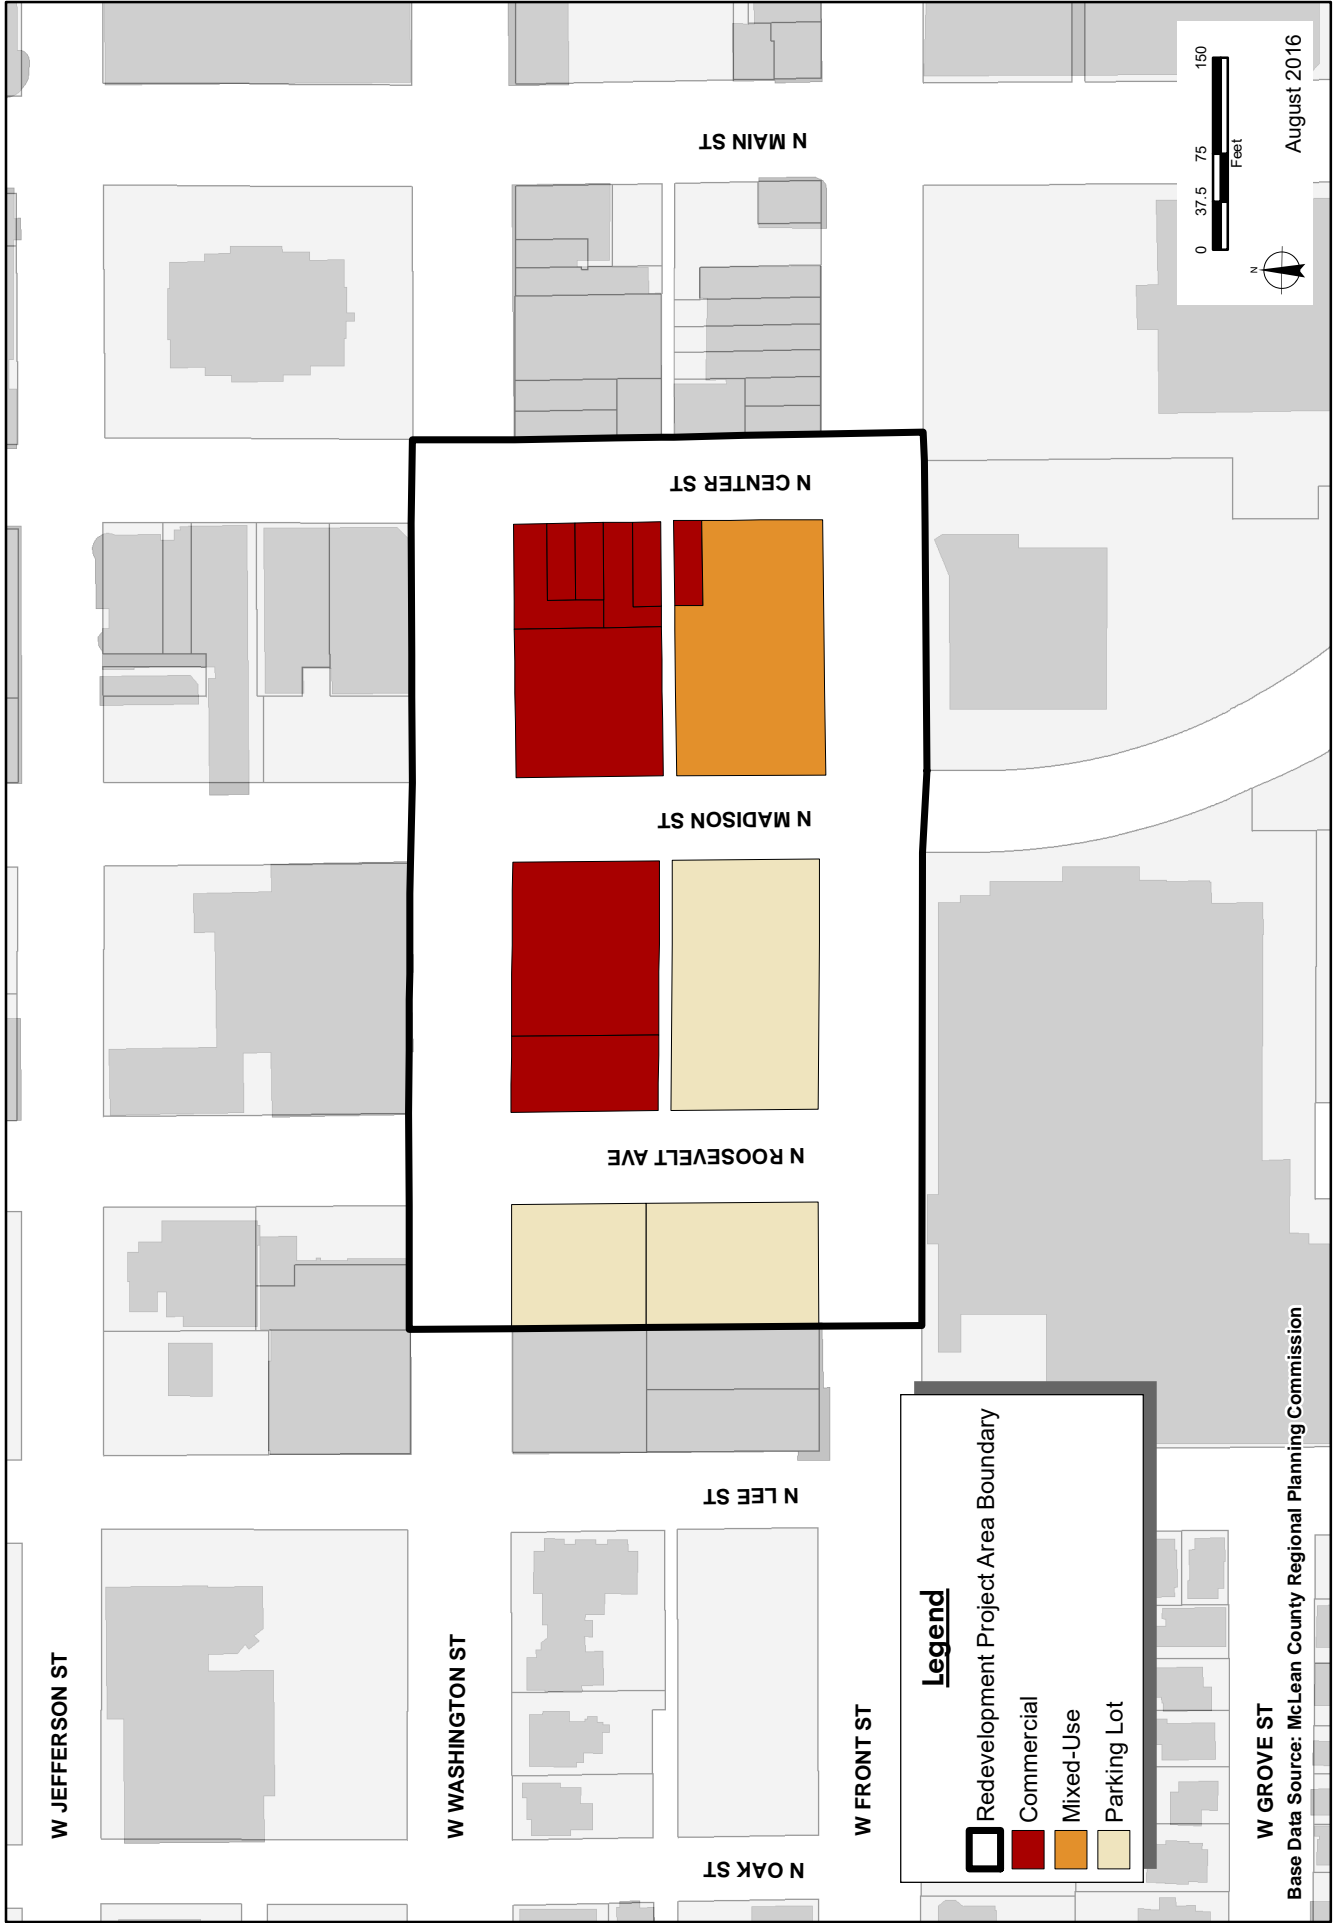 W JEFFERSON ST
W WASHINGTON ST
W FRONT ST
W GROVE ST
N OAK ST
N LEE ST
N ROOSEVELT AVE
N MADISON ST
N CENTER ST
N MAIN ST
Legend
Redevelopment Project Area Boundary
Commercial
Mixed-Use
Parking Lot
Base Data Source: McLean County Regional Planning Commission
N
0 37.5 75 150
Feet
August 2016